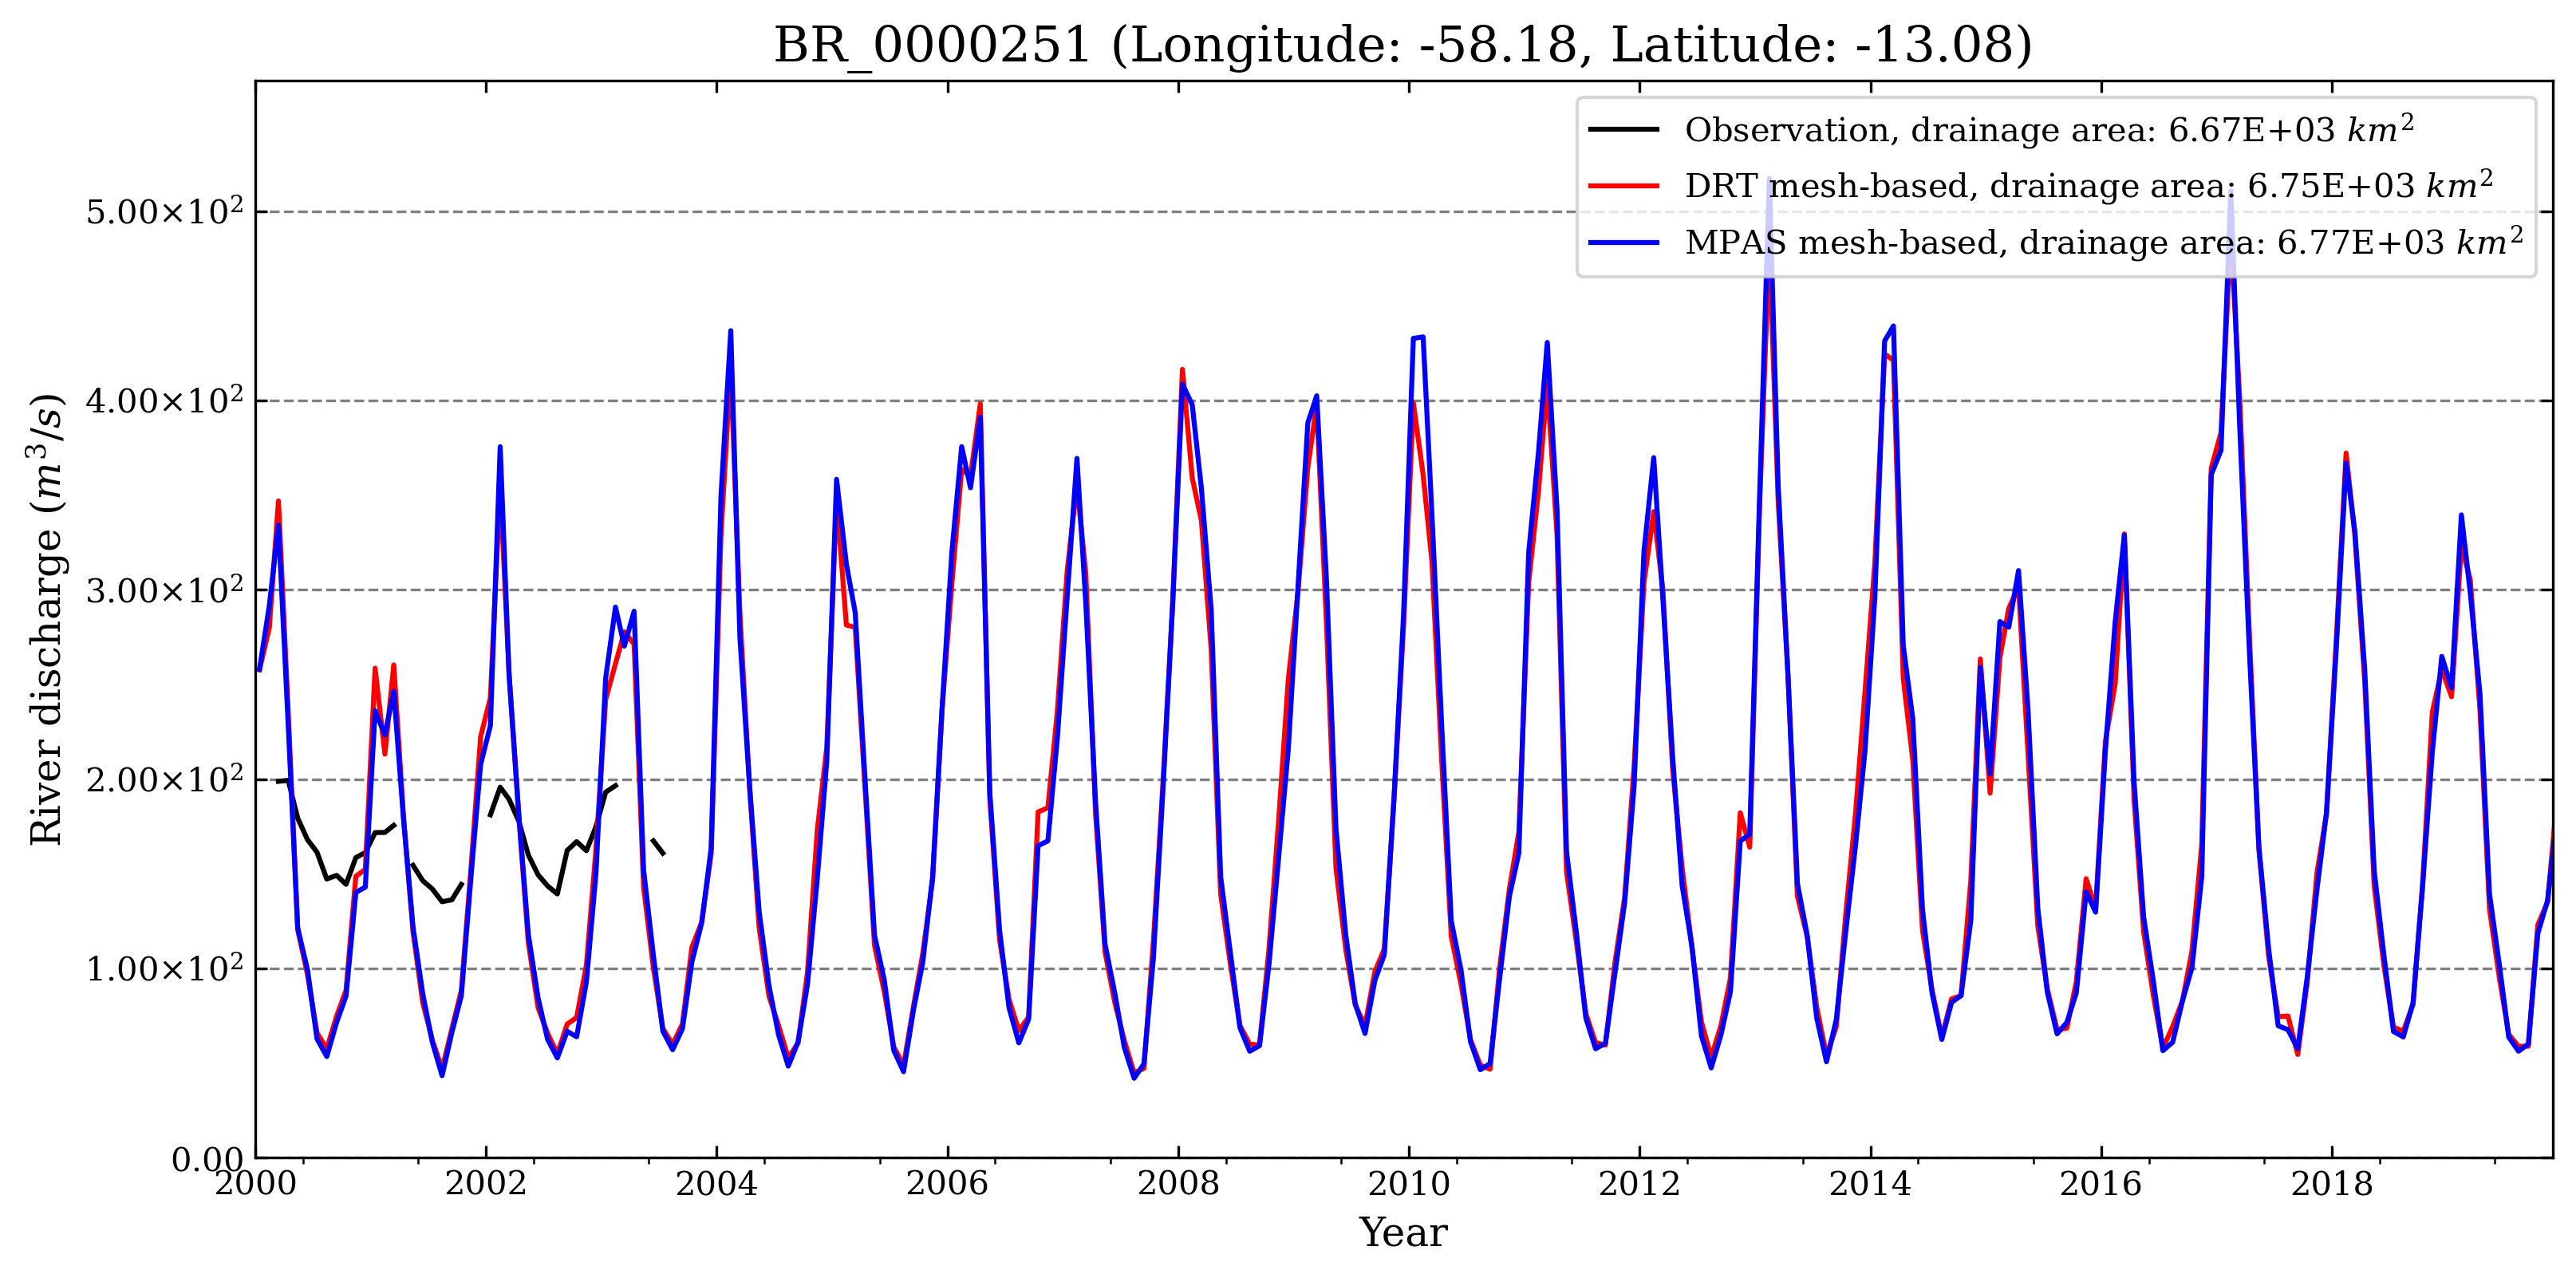 BR_0000251 (Longitude: -58.18, Latitude: -13.08)
Observation, drainage area: 6.67E+03 km²
DRT mesh-based, drainage area: 6.75E+03 km²
MPAS mesh-based, drainage area: 6.77E+03 km²
River discharge (m³/s)
5.00×10²
4.00×10²
3.00×10²
2.00×10²
1.00×10²
0.00
2000 2002 2004 2006 2008 2010 2012 2014 2016 2018
Year